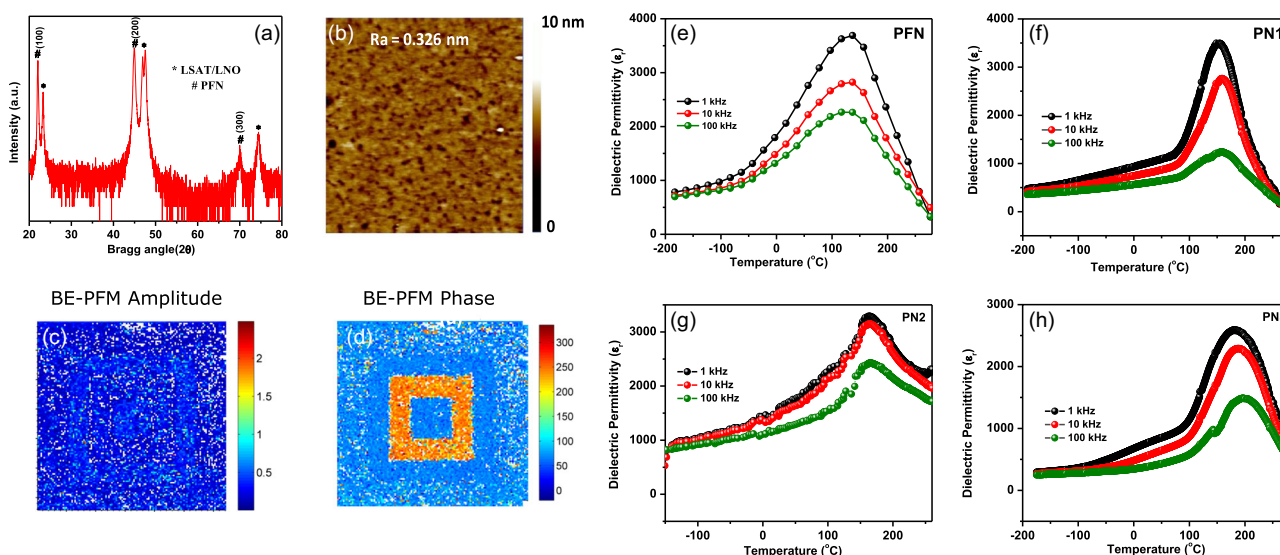 (a)
# (100)
# (200)
*
*
* LSAT/LNO
# PFN
# (300)
*
Intensity (a.u.)
20 30 40 50 60 70 80
Bragg angle(2θ)
(b)
Ra = 0.326 nm
10 nm
0
(e)
PFN
4000
3000
2000
1000
0
Dielectric Permittivity (εr)
1 kHz
10 kHz
100 kHz
-200 -100 0 100 200
Temperature (°C)
(f)
PN1
4000
3000
2000
1000
0
Dielectric Permittivity (εr)
1 kHz
10 kHz
100 kHz
-200 -100 0 100 200
Temperature (°C)
BE-PFM Amplitude
(c)
2
1.5
1
0.5
BE-PFM Phase
(d)
300
250
200
150
100
50
0
(g)
PN2
3000
2000
1000
0
Dielectric Permittivity (εr)
1 kHz
10 kHz
100 kHz
-100 0 100 200
Temperature (°C)
(h)
PN
3000
2000
1000
0
Dielectric Permittivity (εr)
1 kHz
10 kHz
100 kHz
-200 -100 0 100 200
Temperature (°C)